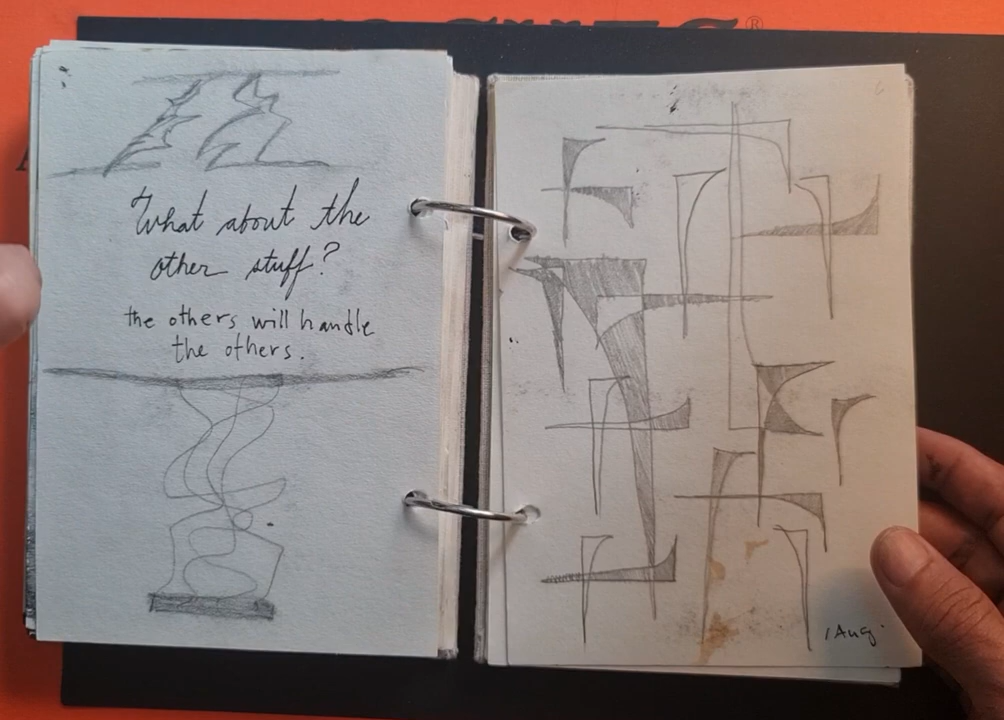 What about the
other stuff?
the others will handle
the others.
1 Aug.